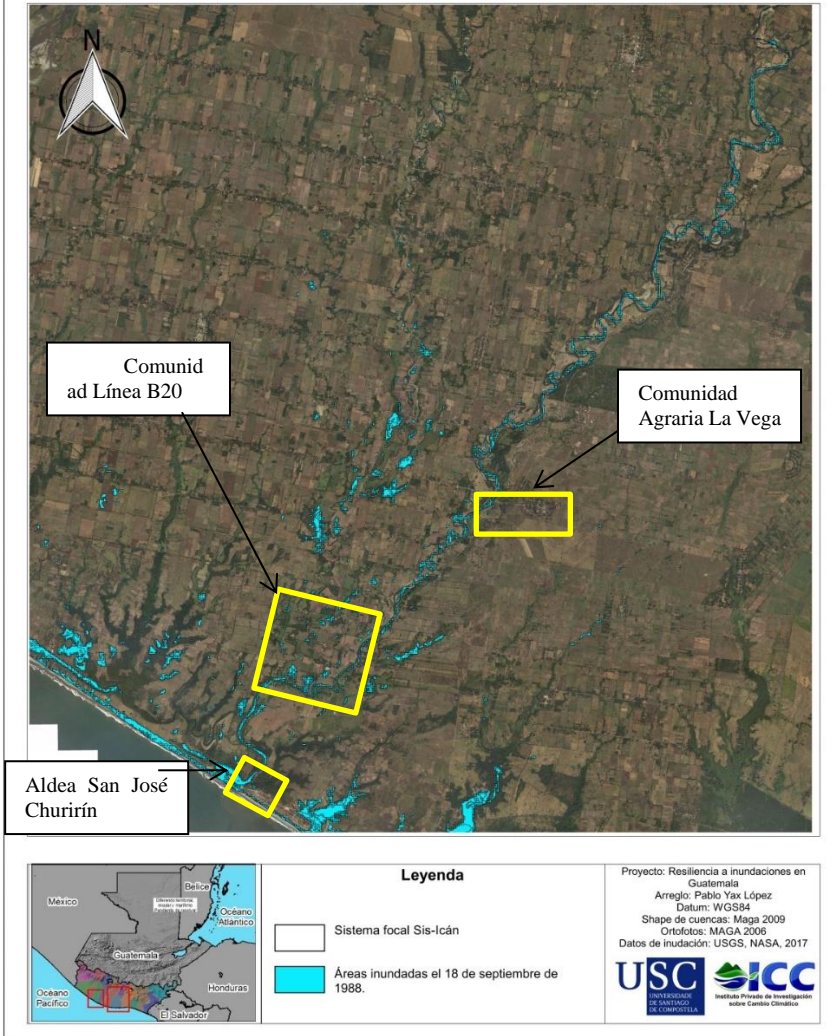 N
Comunid
ad Línea B20
Comunidad
Agraria La Vega
Aldea San José
Churirín
México
Belice
Océano
Atlántico
Guatemala
Honduras
Océano
Pacífico
El Salvador
Leyenda
Sistema focal Sis-Icán
Áreas inundadas el 18 de septiembre de
1988.
Proyecto: Resiliencia a inundaciones en
Guatemala
Arreglo: Pablo Yax López
Datum: WGS84
Shape de cuencas: Maga 2009
Ortofotos: MAGA 2006
Datos de inudación: USGS, NASA, 2017
USC
UNIVERSIDADE
DE SANTIAGO
DE COMPOSTELA
ICC
Instituto Privado de Investigación
sobre Cambio Climático